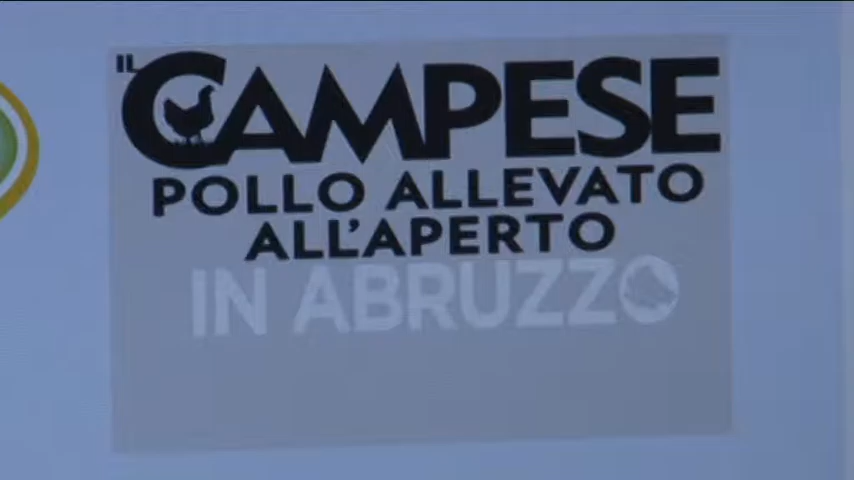 IL CAMPESE
POLLO ALLEVATO
ALL'APERTO
IN ABRUZZO